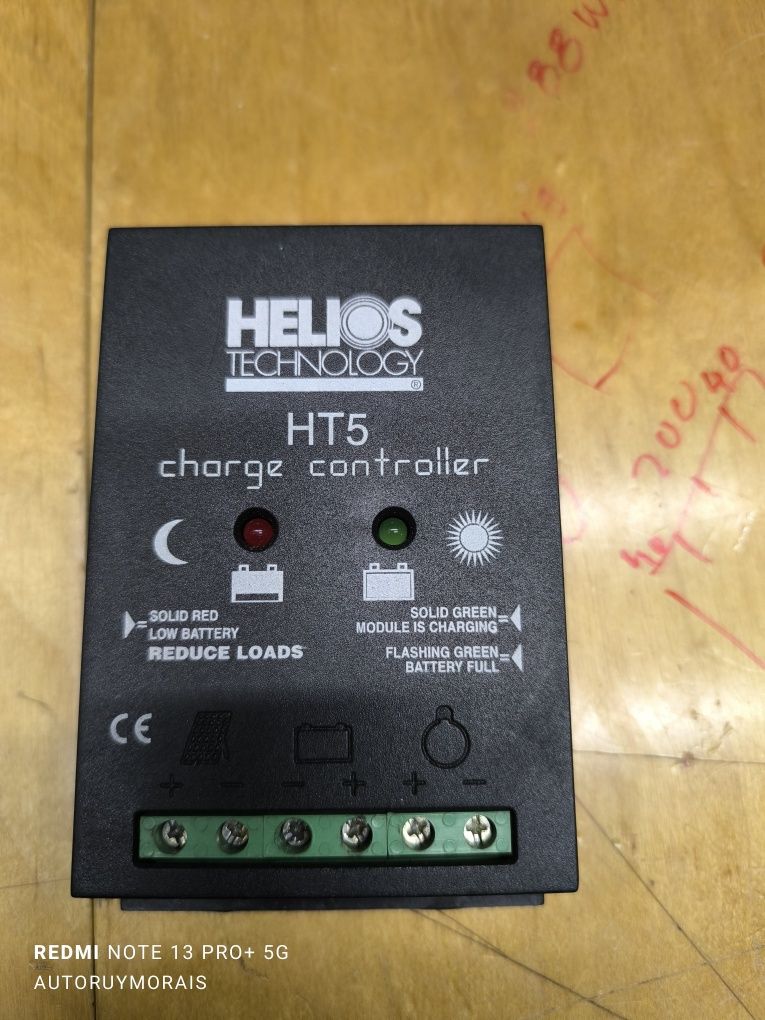 HELIOS
TECHNOLOGY
®
HT5
charge controller
SOLID RED
LOW BATTERY
REDUCE LOADS
SOLID GREEN
MODULE IS CHARGING
FLASHING GREEN
BATTERY FULL
CE
+ − − + + −
REDMI NOTE 13 PRO+ 5G
AUTORUYMORAIS